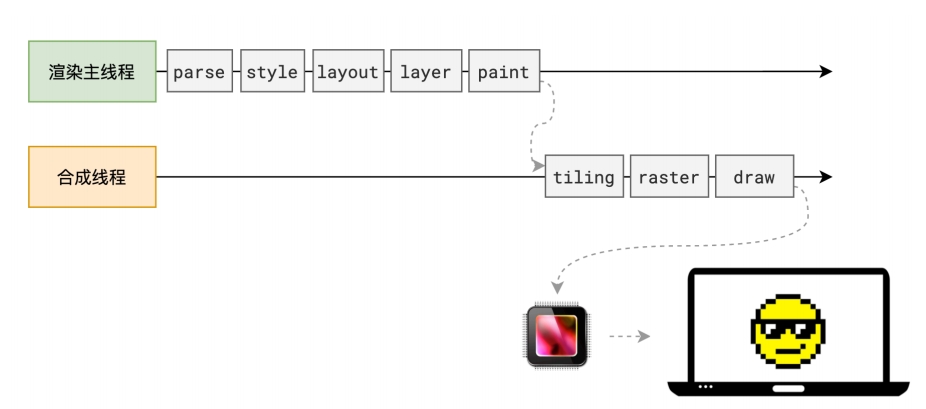 渲染主线程
parse
style
layout
layer
paint
合成线程
tiling
raster
draw